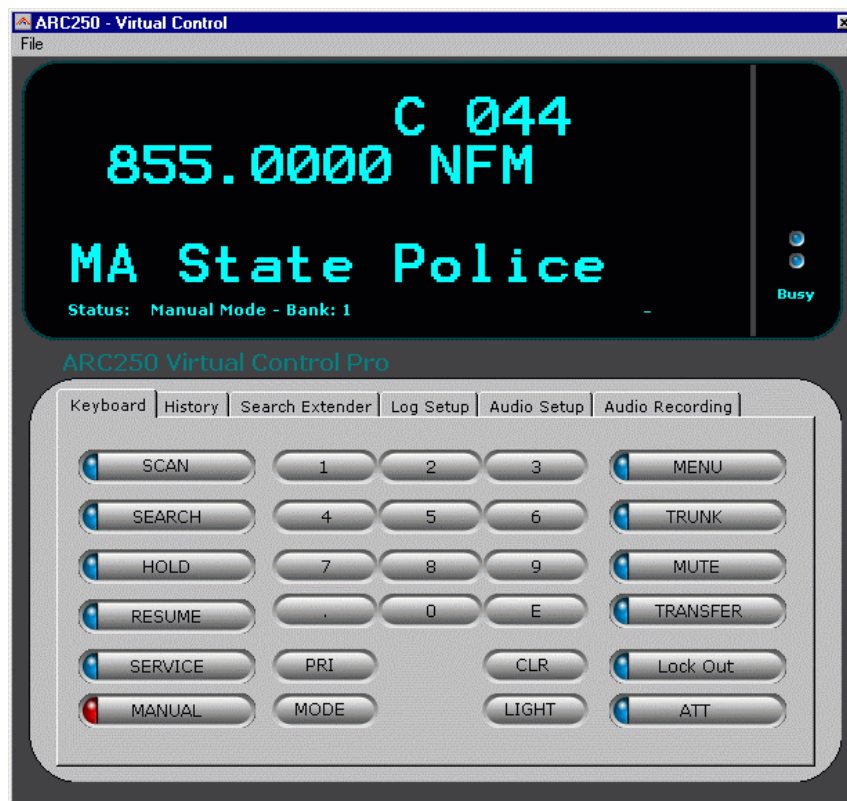 ARC250 - Virtual Control
File
C 044
855.0000 NFM
MA State Police
Busy
Status: Manual Mode - Bank: 1 -
ARC250 Virtual Control Pro
Keyboard History Search Extender Log Setup Audio Setup Audio Recording
SCAN 1 2 3 MENU
SEARCH 4 5 6 TRUNK
HOLD 7 8 9 MUTE
RESUME . 0 E TRANSFER
SERVICE PRI CLR Lock Out
MANUAL MODE LIGHT ATT